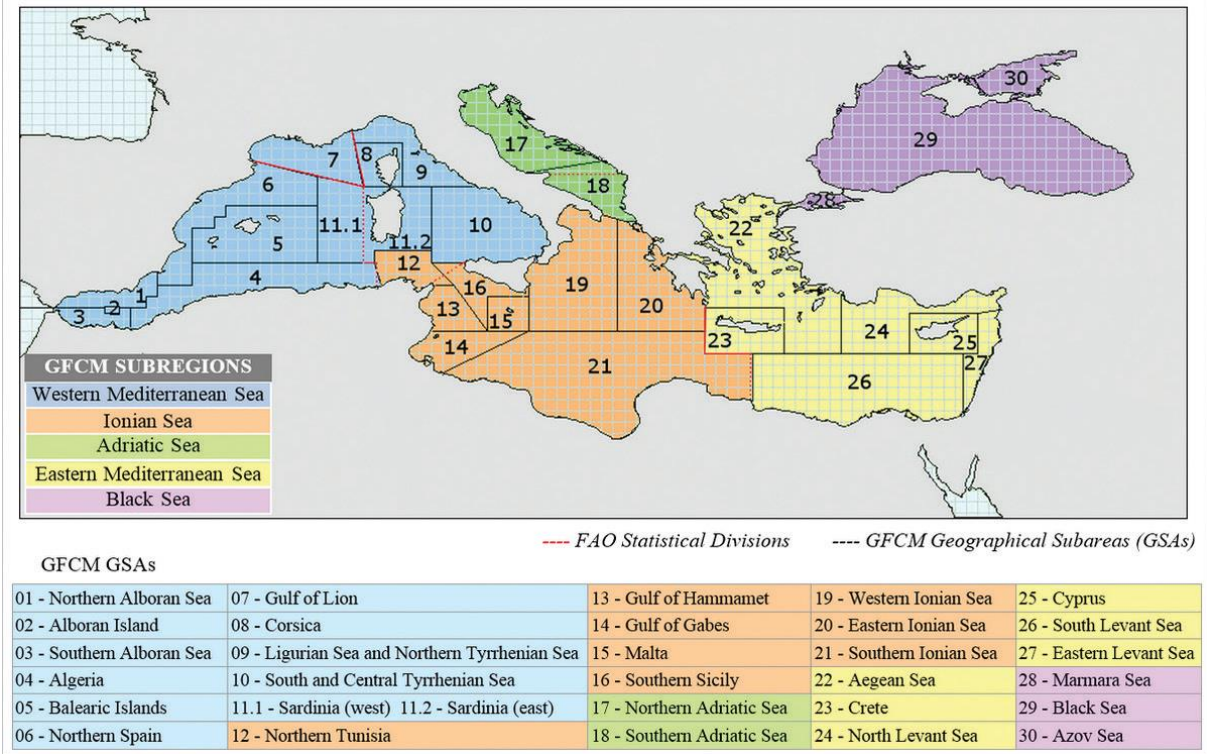 30
17
29
7
8
9
6
18
28
22
11.1
10
5
11.2
12
4
16
19
1
13
20
2
3
15
24
23
25
14
27
21
26
GFCM SUBREGIONS
Western Mediterranean Sea
Ionian Sea
Adriatic Sea
Eastern Mediterranean Sea
Black Sea
---- FAO Statistical Divisions ---- GFCM Geographical Subareas (GSAs)
GFCM GSAs
01 - Northern Alboran Sea 07 - Gulf of Lion 13 - Gulf of Hammamet 19 - Western Ionian Sea 25 - Cyprus
02 - Alboran Island 08 - Corsica 14 - Gulf of Gabes 20 - Eastern Ionian Sea 26 - South Levant Sea
03 - Southern Alboran Sea 09 - Ligurian Sea and Northern Tyrrhenian Sea 15 - Malta 21 - Southern Ionian Sea 27 - Eastern Levant Sea
04 - Algeria 10 - South and Central Tyrrhenian Sea 16 - Southern Sicily 22 - Aegean Sea 28 - Marmara Sea
05 - Balearic Islands 11.1 - Sardinia (west) 11.2 - Sardinia (east) 17 - Northern Adriatic Sea 23 - Crete 29 - Black Sea
06 - Northern Spain 12 - Northern Tunisia 18 - Southern Adriatic Sea 24 - North Levant Sea 30 - Azov Sea